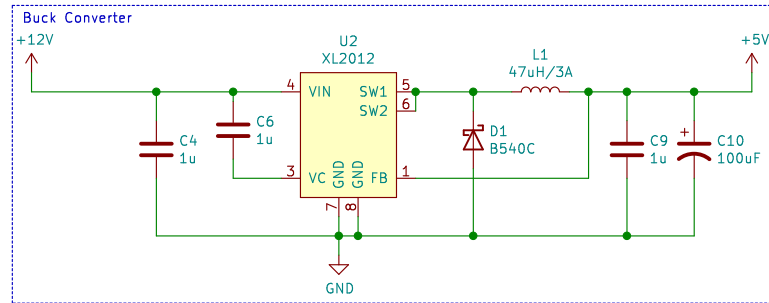 Buck Converter
+12V
+5V
U2
XL2012
L1
47uH/3A
4
VIN
SW1
5
SW2
6
C6
1u
C4
1u
D1
B540C
C9
1u
C10
100uF
3
VC
GND
GND
FB
1
7
8
GND